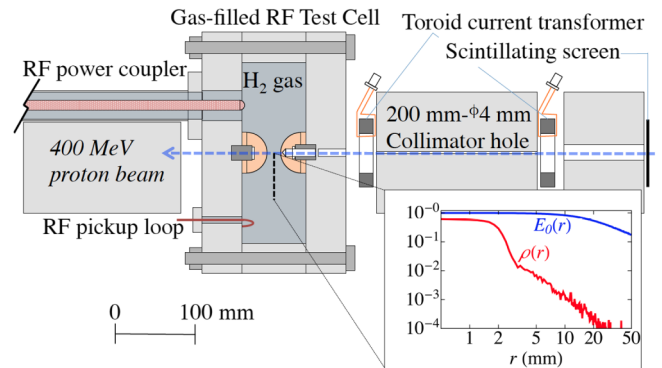 Gas-filled RF Test Cell
Toroid current transformer
Scintillating screen
RF power coupler
H₂ gas
200 mm-ᶲ4 mm
Collimator hole
400 MeV
proton beam
RF pickup loop
0 100 mm
10⁻⁰
10⁻¹
10⁻²
10⁻³
10⁻⁴
E₀(r)
ρ(r)
1 2 5 10 20 50
r (mm)